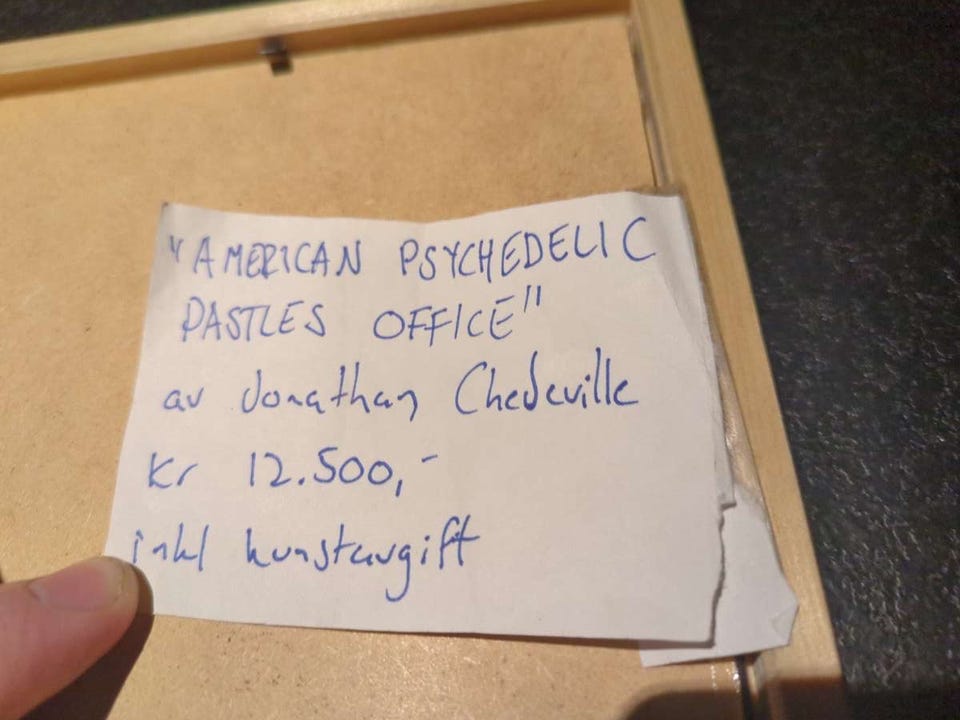 "AMERICAN PSYCHEDELIC
PASTLES OFFICE"
av Jonathan Chedeville
kr 12.500,-
inkl kunstavgift